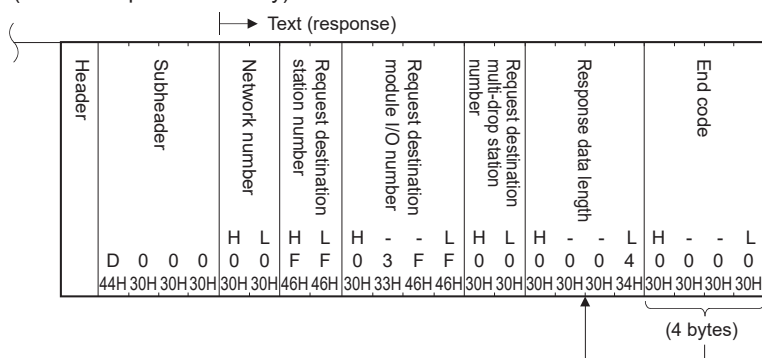 Text (response)
Header
Subheader
Network number
Request destination
station number
Request destination
module I/O number
Request destination
multi-drop station
number
Response data length
End code
H L H L H - - L H L H - - L H - - L
D 0 0 0 0 0 F F 0 3 F F 0 0 0 0 0 4 0 0 0 0
44H 30H 30H 30H 30H 30H 46H 46H 30H 33H 46H 46H 30H 30H 30H 30H 30H 34H 30H 30H 30H 30H
(4 bytes)